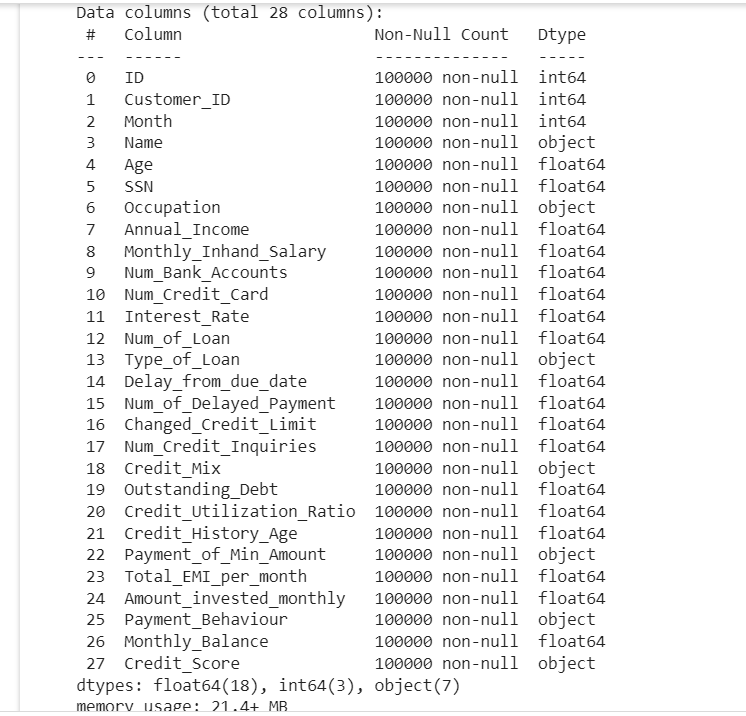 Data columns (total 28 columns):
 #   Column                    Non-Null Count   Dtype
---  ------                    --------------   -----
 0   ID                        100000 non-null  int64
 1   Customer_ID               100000 non-null  int64
 2   Month                     100000 non-null  int64
 3   Name                      100000 non-null  object
 4   Age                       100000 non-null  float64
 5   SSN                       100000 non-null  float64
 6   Occupation                100000 non-null  object
 7   Annual_Income             100000 non-null  float64
 8   Monthly_Inhand_Salary     100000 non-null  float64
 9   Num_Bank_Accounts         100000 non-null  float64
 10  Num_Credit_Card           100000 non-null  float64
 11  Interest_Rate             100000 non-null  float64
 12  Num_of_Loan               100000 non-null  float64
 13  Type_of_Loan              100000 non-null  object
 14  Delay_from_due_date       100000 non-null  float64
 15  Num_of_Delayed_Payment    100000 non-null  float64
 16  Changed_Credit_Limit      100000 non-null  float64
 17  Num_Credit_Inquiries      100000 non-null  float64
 18  Credit_Mix                100000 non-null  object
 19  Outstanding_Debt          100000 non-null  float64
 20  Credit_Utilization_Ratio  100000 non-null  float64
 21  Credit_History_Age        100000 non-null  float64
 22  Payment_of_Min_Amount     100000 non-null  object
 23  Total_EMI_per_month       100000 non-null  float64
 24  Amount_invested_monthly   100000 non-null  float64
 25  Payment_Behaviour         100000 non-null  object
 26  Monthly_Balance           100000 non-null  float64
 27  Credit_Score              100000 non-null  object
dtypes: float64(18), int64(3), object(7)
memory usage: 21.4+ MB